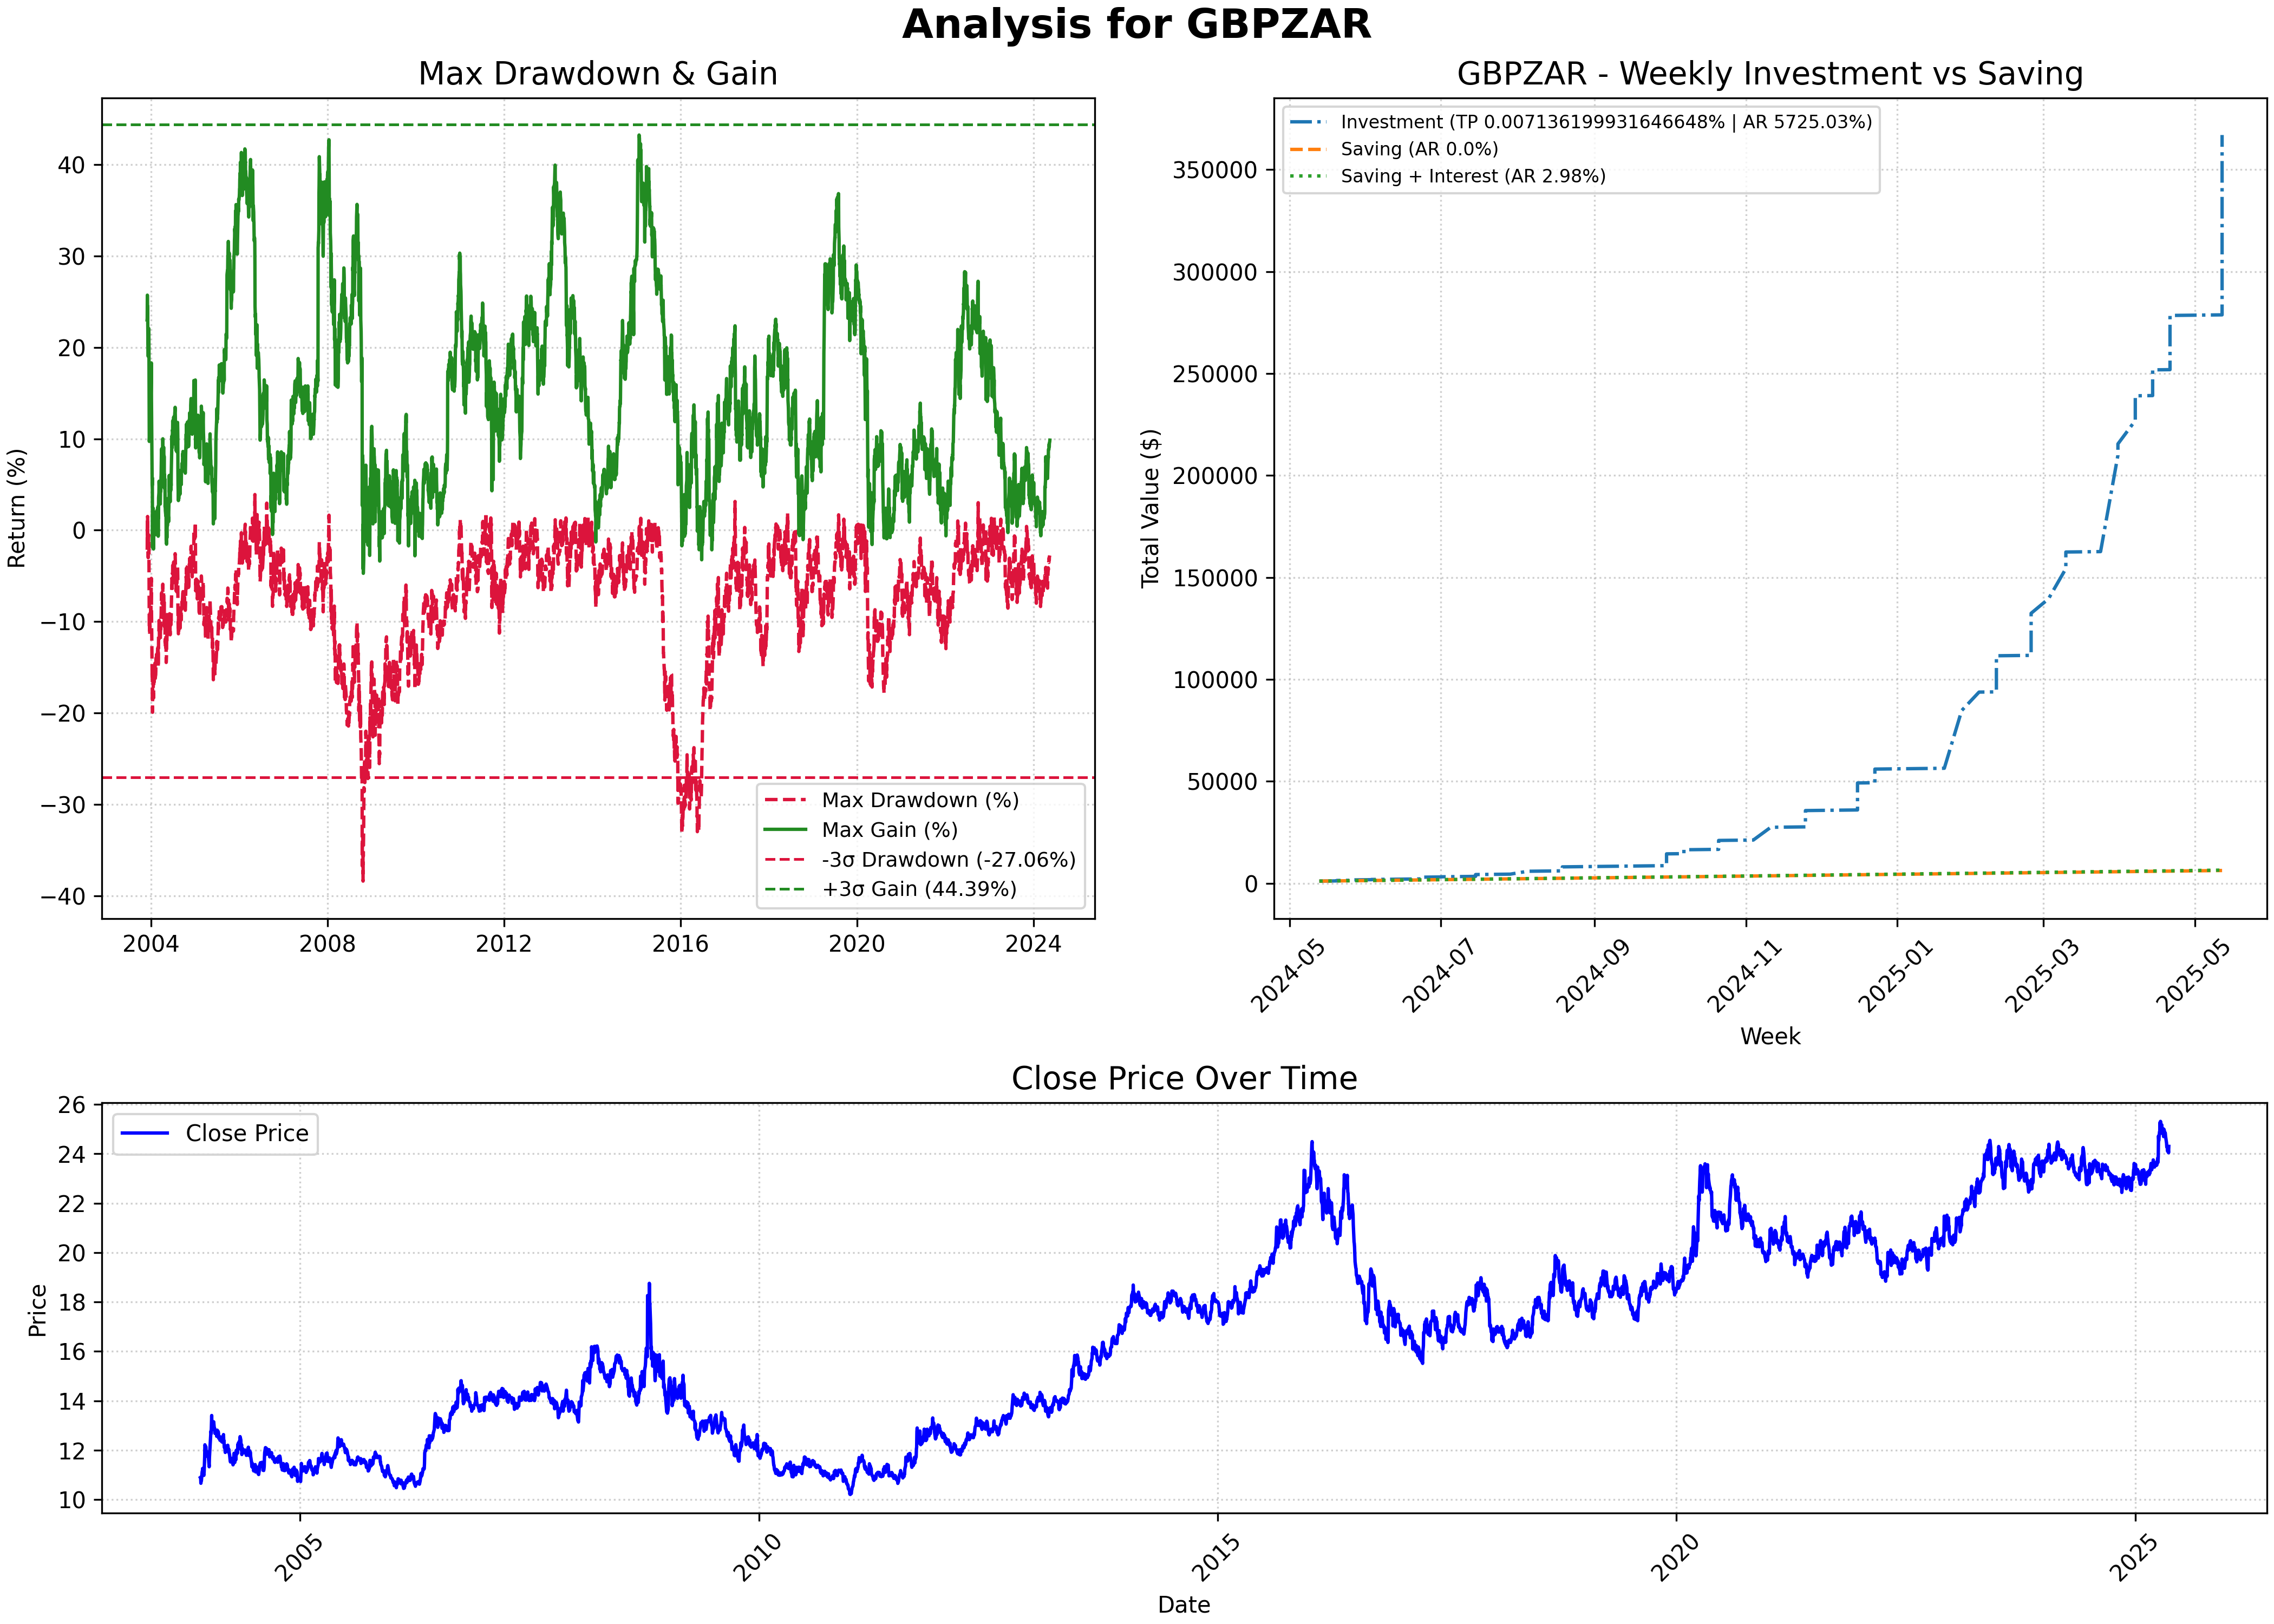 Analysis for GBPZAR
Max Drawdown & Gain
Return (%)
40
30
20
10
0
−10
−20
−30
−40
2004
2008
2012
2016
2020
2024
Max Drawdown (%)
Max Gain (%)
-3σ Drawdown (-27.06%)
+3σ Gain (44.39%)
GBPZAR - Weekly Investment vs Saving
Investment (TP 0.007136199931646648% | AR 5725.03%)
Saving (AR 0.0%)
Saving + Interest (AR 2.98%)
Total Value ($)
350000
300000
250000
200000
150000
100000
50000
0
2024-05
2024-07
2024-09
2024-11
2025-01
2025-03
2025-05
Week
Close Price Over Time
Close Price
Price
26
24
22
20
18
16
14
12
10
2005
2010
2015
2020
2025
Date